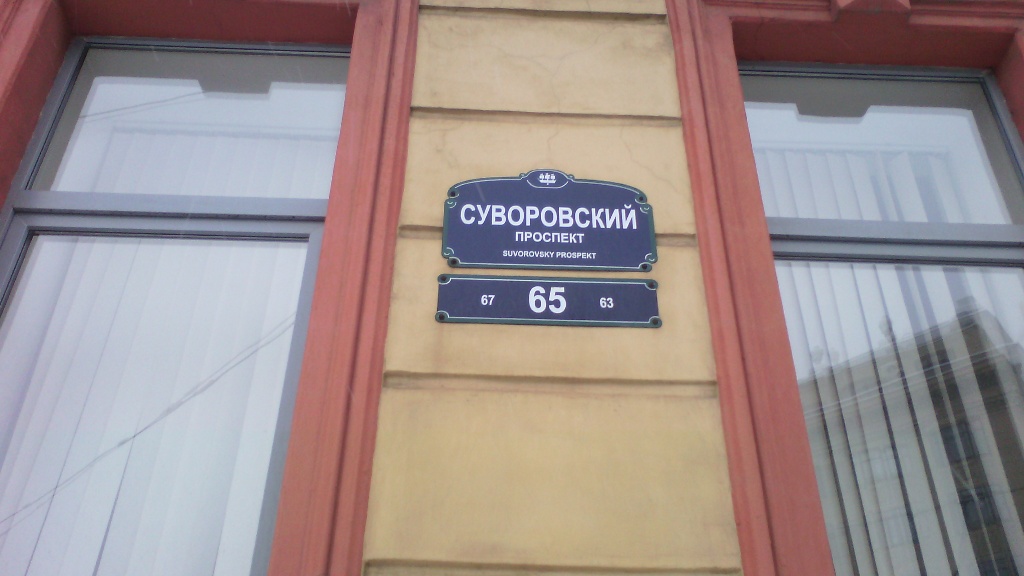 СУВОРОВСКИЙ
ПРОСПЕКТ
SUVOROVSKY PROSPEKT
67 65 63